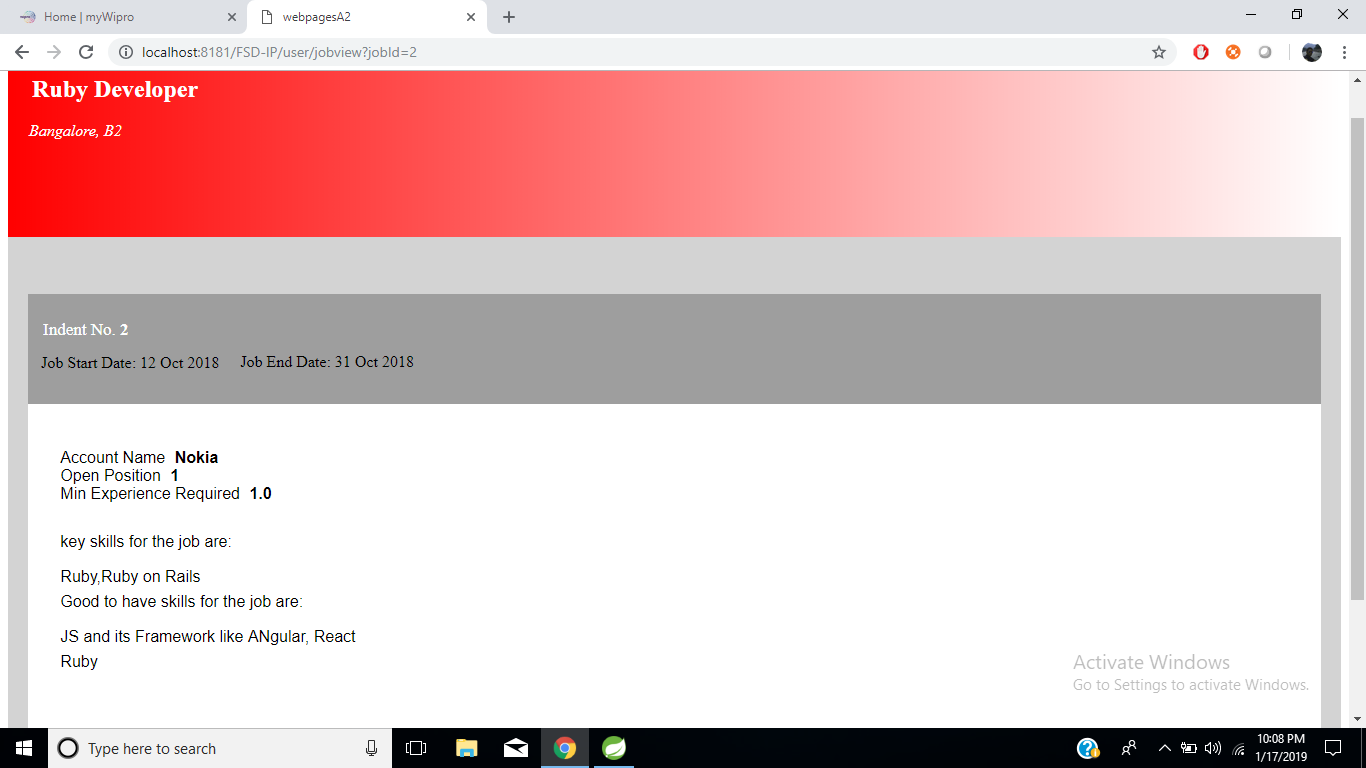 Home | myWipro
webpagesA2
localhost:8181/FSD-IP/user/jobview?jobId=2
Ruby Developer
Bangalore, B2
Indent No. 2
Job Start Date: 12 Oct 2018 Job End Date: 31 Oct 2018
Account Name Nokia
Open Position 1
Min Experience Required 1.0
key skills for the job are:
Ruby,Ruby on Rails
Good to have skills for the job are:
JS and its Framework like ANgular, React
Ruby
Activate Windows
Go to Settings to activate Windows.
Type here to search
10:08 PM
1/17/2019